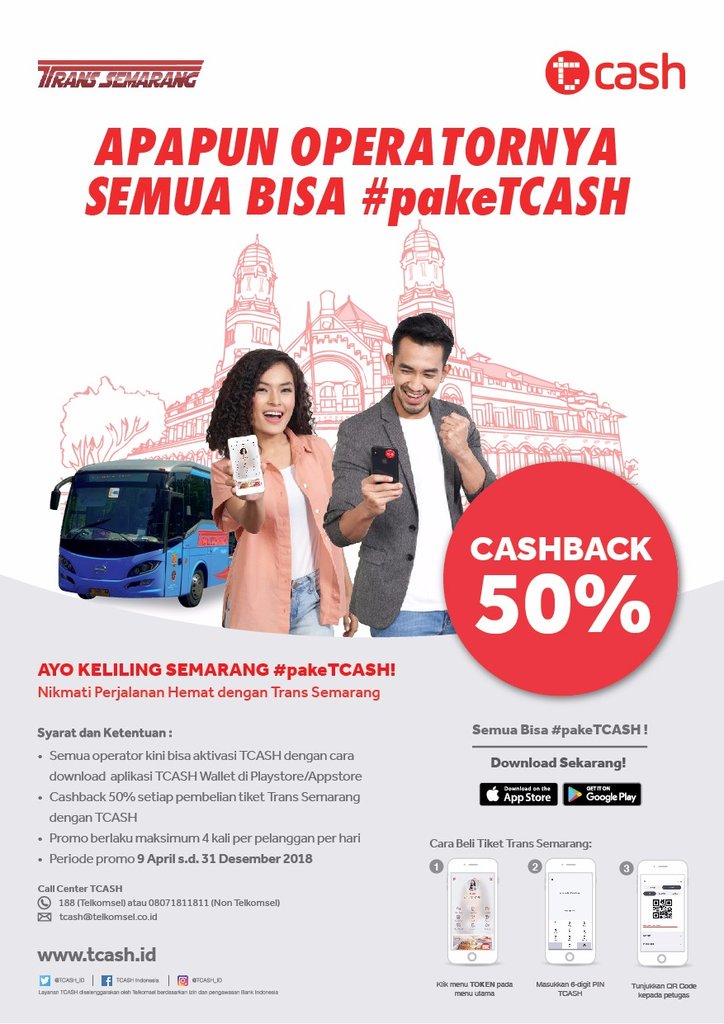 TRANS SEMARANG
t cash
APAPUN OPERATORNYA
SEMUA BISA #pakeTCASH
CASHBACK
50%
AYO KELILING SEMARANG #pakeTCASH!
Nikmati Perjalanan Hemat dengan Trans Semarang
Syarat dan Ketentuan :
• Semua operator kini bisa aktivasi TCASH dengan cara
download aplikasi TCASH Wallet di Playstore/Appstore
• Cashback 50% setiap pembelian tiket Trans Semarang
dengan TCASH
• Promo berlaku maksimum 4 kali per pelanggan per hari
• Periode promo 9 April s.d. 31 Desember 2018
Call Center TCASH
188 (Telkomsel) atau 08071811811 (Non Telkomsel)
tcash@telkomsel.co.id
www.tcash.id
@TCASH_ID | TCASH Indonesia | @TCASH_ID
Layanan TCASH diselenggarakan oleh Telkomsel berdasarkan izin dan pengawasan Bank Indonesia
Semua Bisa #pakeTCASH !
Download Sekarang!
Download on the
App Store
GET IT ON
Google Play
Cara Beli Tiket Trans Semarang:
1
2
3
Klik menu TOKEN pada
menu utama
Masukkan 6-digit PIN
TCASH
Tunjukkan QR Code
kepada petugas